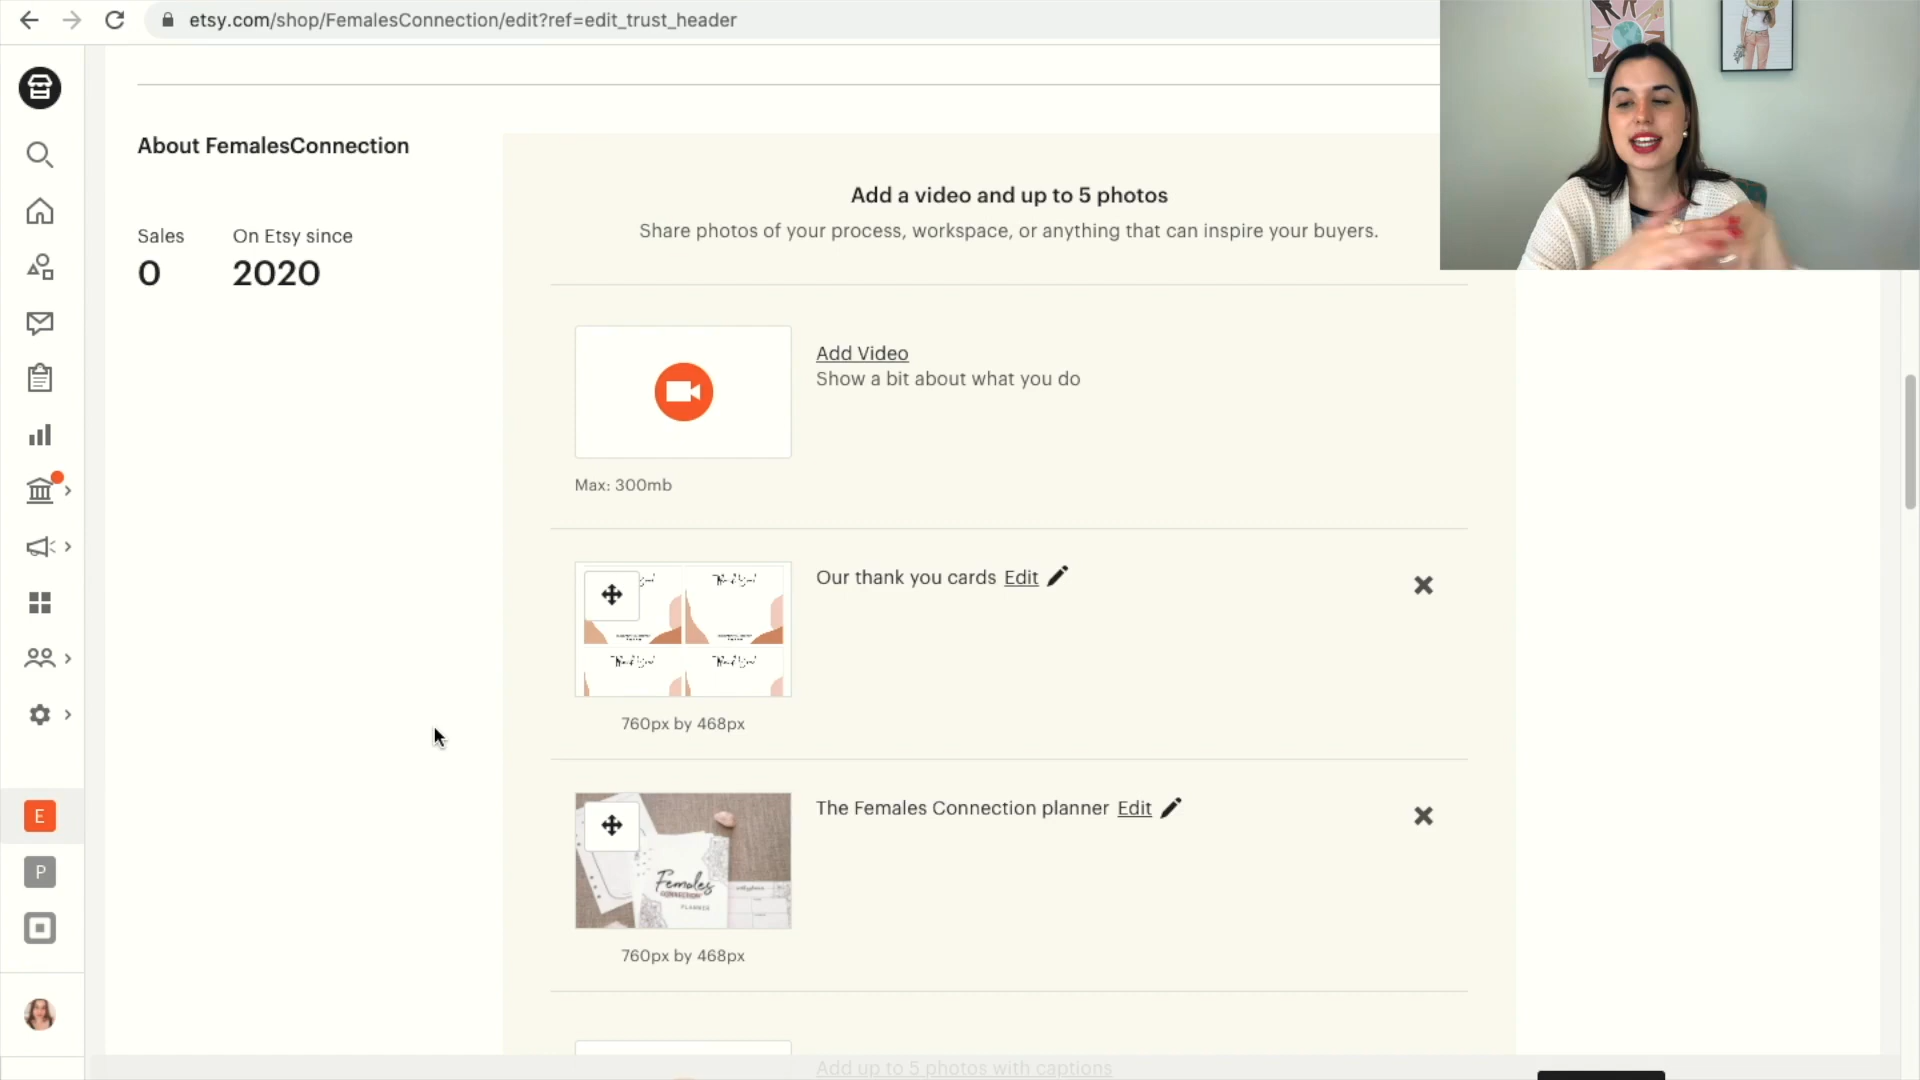 etsy.com/shop/FemalesConnection/edit?ref=edit_trust_header
About FemalesConnection
Sales
0
On Etsy since
2020
Add a video and up to 5 photos
Share photos of your process, workspace, or anything that can inspire your buyers.
Add Video
Show a bit about what you do
Max: 300mb
Our thank you cards Edit
760px by 468px
The Females Connection planner Edit
Females
CONNECTION
PLANNER
760px by 468px
Add up to 5 photos with captions
E
P